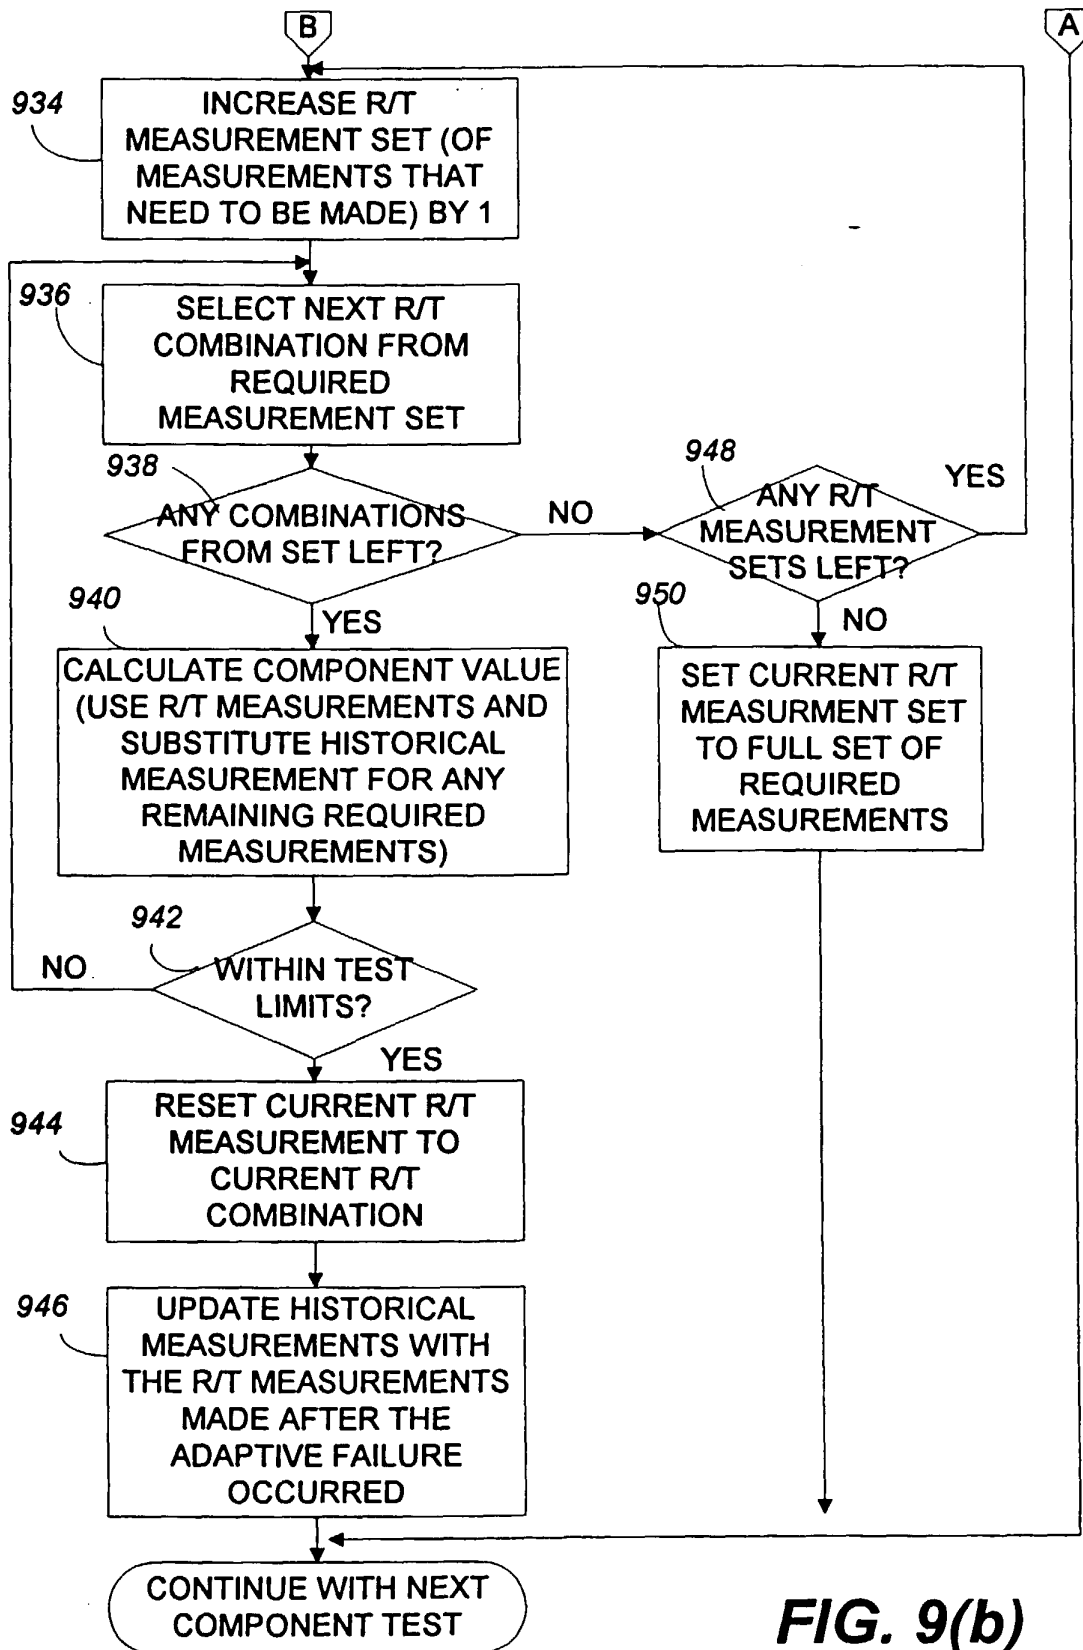 B
A
934
INCREASE R/T
MEASUREMENT SET (OF
MEASUREMENTS THAT
NEED TO BE MADE) BY 1
936
SELECT NEXT R/T
COMBINATION FROM
REQUIRED
MEASUREMENT SET
938
ANY COMBINATIONS
FROM SET LEFT?
NO
948
ANY R/T
MEASUREMENT
SETS LEFT?
YES
940
YES
CALCULATE COMPONENT VALUE
(USE R/T MEASUREMENTS AND
SUBSTITUTE HISTORICAL
MEASUREMENT FOR ANY
REMAINING REQUIRED
MEASUREMENTS)
950
NO
SET CURRENT R/T
MEASURMENT SET
TO FULL SET OF
REQUIRED
MEASUREMENTS
942
NO
WITHIN TEST
LIMITS?
YES
944
RESET CURRENT R/T
MEASUREMENT TO
CURRENT R/T
COMBINATION
946
UPDATE HISTORICAL
MEASUREMENTS WITH
THE R/T MEASUREMENTS
MADE AFTER THE
ADAPTIVE FAILURE
OCCURRED
CONTINUE WITH NEXT
COMPONENT TEST
FIG. 9(b)